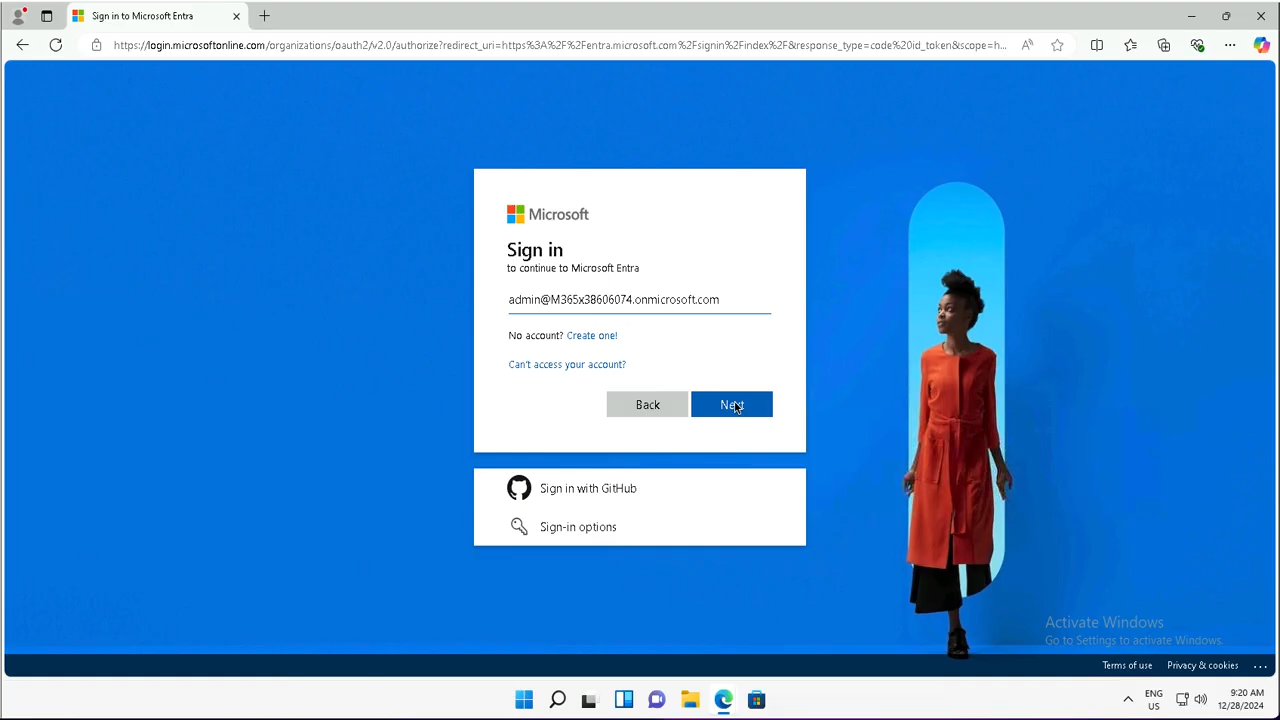 Sign in to Microsoft Entra
https://login.microsoftonline.com/organizations/oauth2/v2.0/authorize?redirect_uri=https%3A%2F%2Fentra.microsoft.com%2Fsignin%2Findex%2F&response_type=code%20id_token&scope=h...
Microsoft
Sign in
to continue to Microsoft Entra
admin@M365x3B606074.onmicrosoft.com
No account? Create one!
Can't access your account?
Back
Next
Sign in with GitHub
Sign-in options
Activate Windows
Go to Settings to activate Windows.
Terms of use Privacy & cookies ...
ENG
US
9:20 AM
12/28/2024